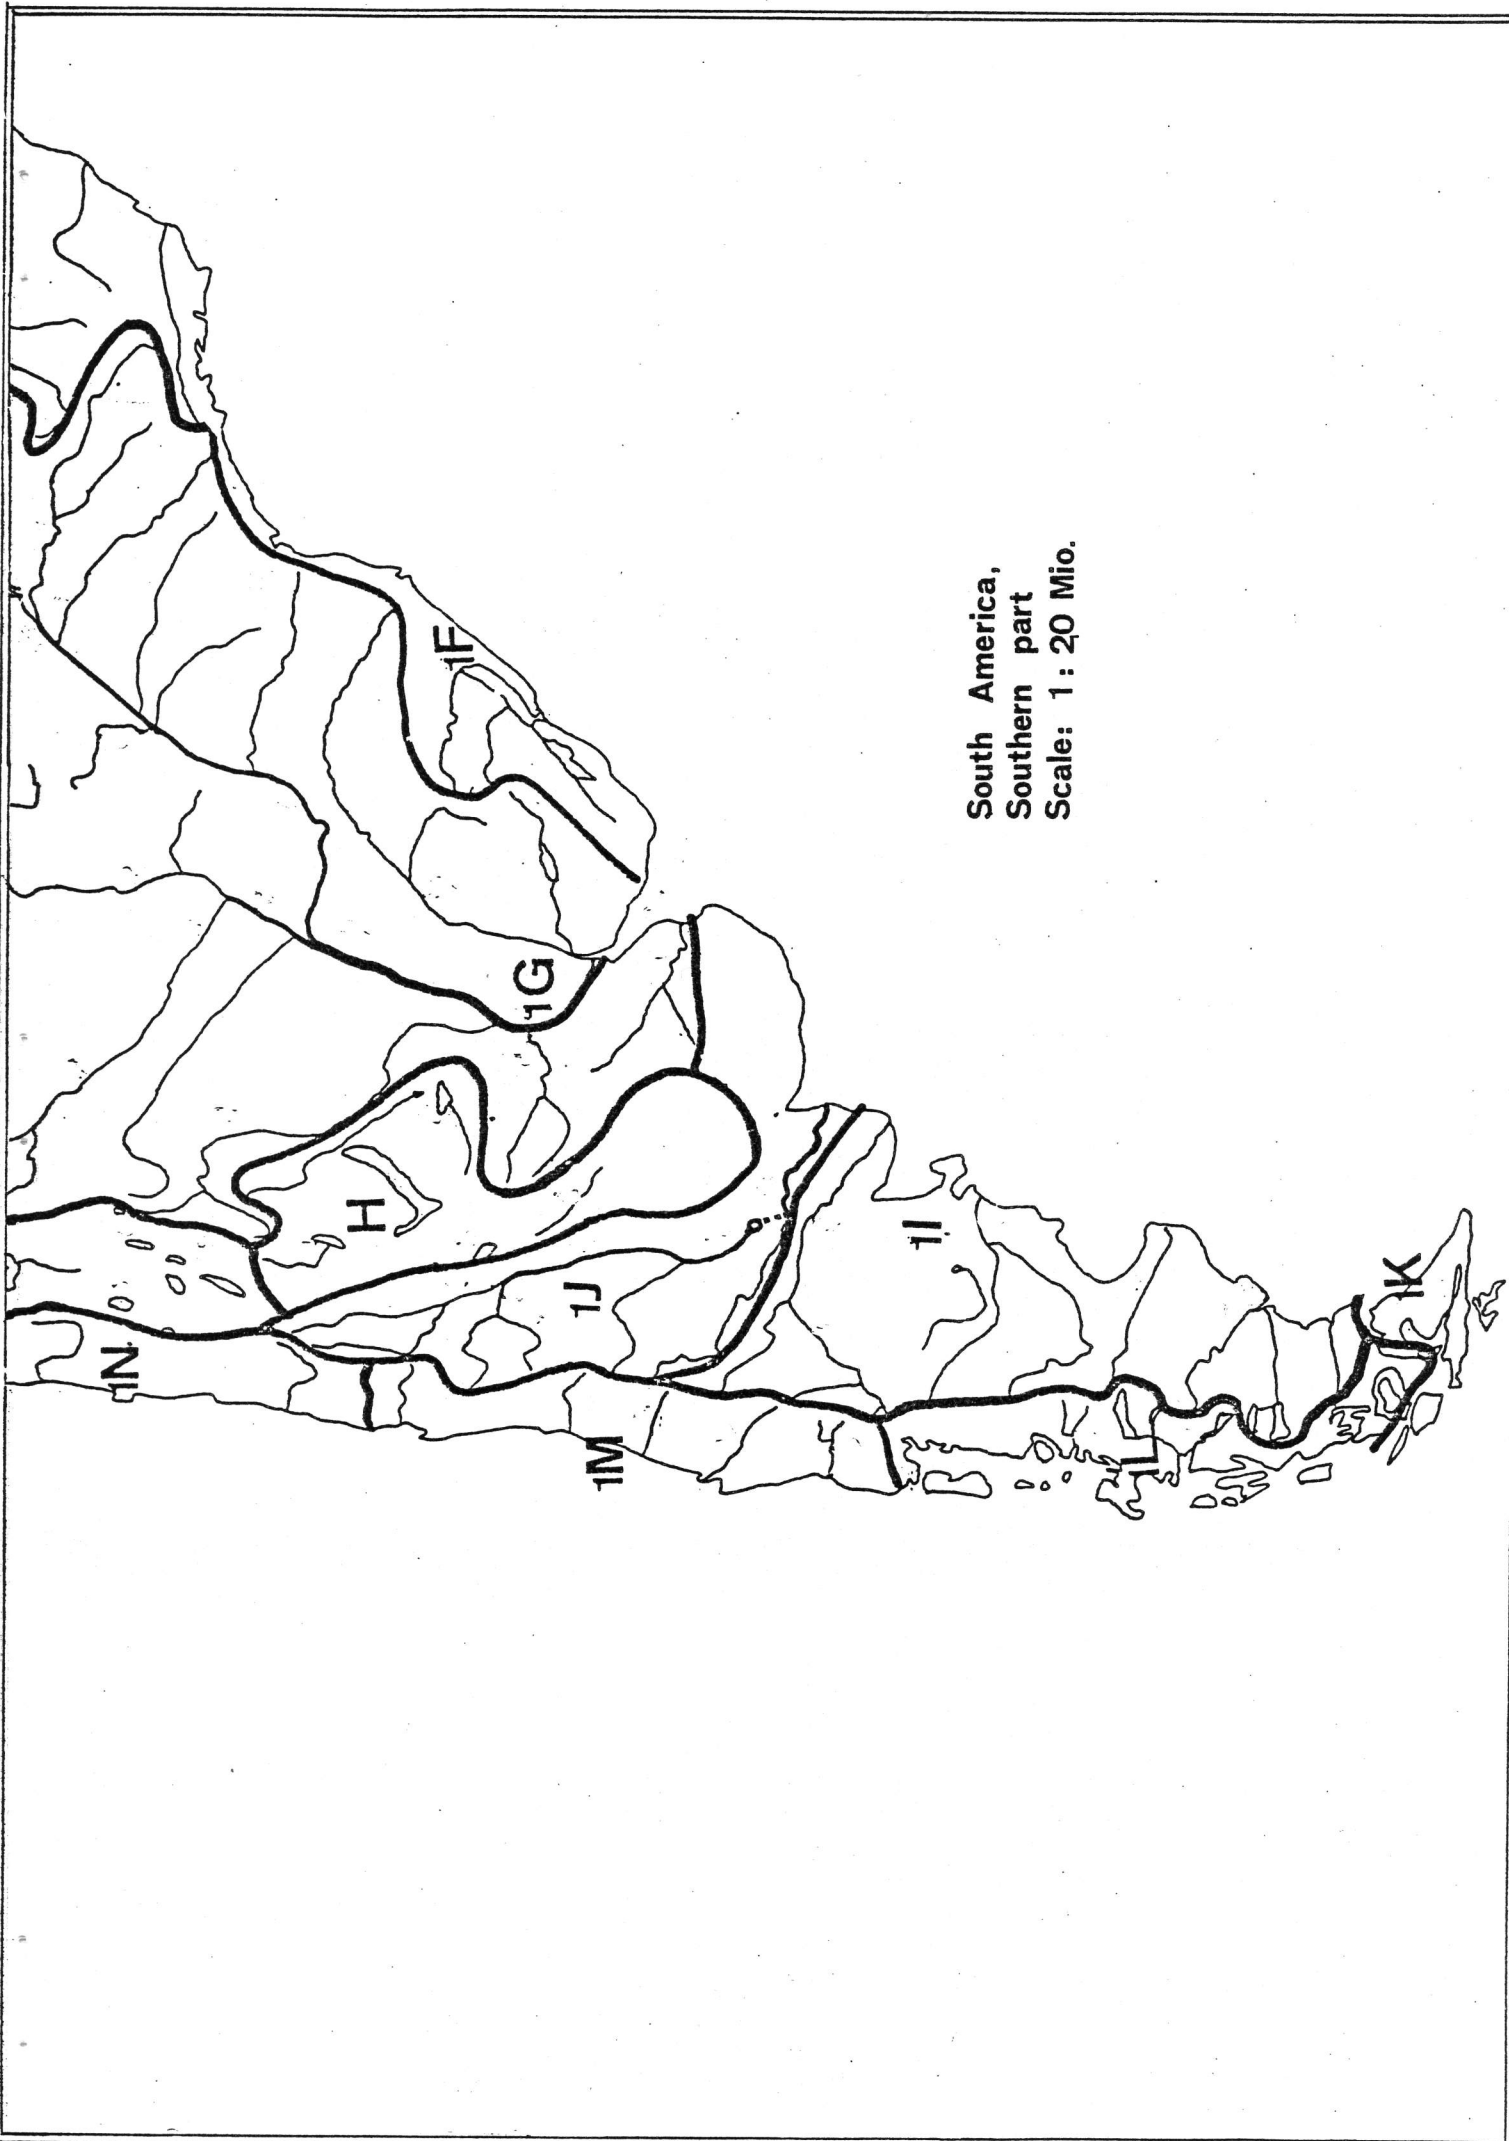 South America,
Southern part
Scale: 1 : 20 Mio.
1F
1G
H
1I
1J
1K
1L
1M
1N